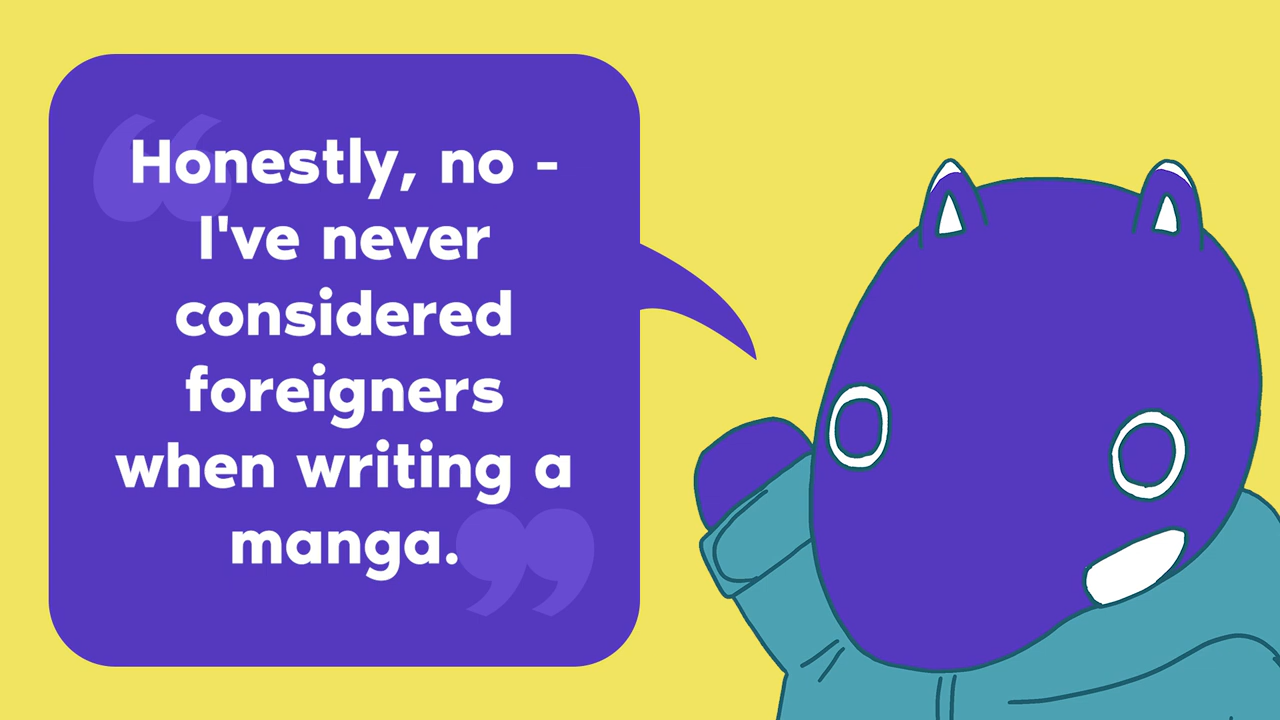 Honestly, no -
I've never
considered
foreigners
when writing a
manga.